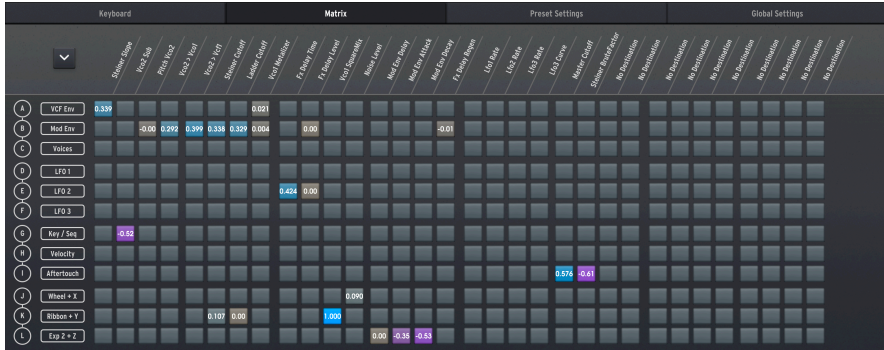 Keyboard Matrix Preset Settings Global Settings
Steiner Slope Vco2 Sub Pitch Vco2 Vco2 > Vco1 Vco2 > Vcf1 Steiner Cutoff Ladder Cutoff Vco1 Metalizer Fx Delay Time Fx Delay Level Vco1 SquareMix Noise Level Mod Env Delay Mod Env Attack Mod Env Decay Fx Delay Regen Lfo1 Rate Lfo2 Rate Lfo3 Rate Lfo3 Curve Master Cutoff Steiner BruteFactor No Destination No Destination No Destination No Destination No Destination No Destination No Destination No Destination No Destination No Destination
A VCF Env 0.339 0.021
B Mod Env -0.00 0.292 0.399 0.338 0.329 0.004 0.00 -0.01
C Voices
D LFO 1
E LFO 2 0.424 0.00
F LFO 3
G Key / Seq -0.52
H Velocity
I Aftertouch 0.576 -0.61
J Wheel + X 0.090
K Ribbon + Y 0.107 0.00 1.000
L Exp 2 + Z 0.00 -0.35 -0.53